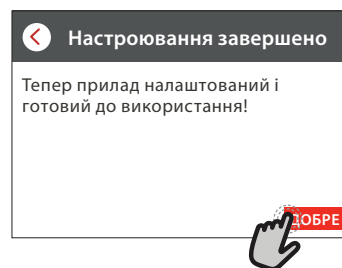 Настроювання завершено
Тепер прилад налаштований і
готовий до використання!
ДОБРЕ